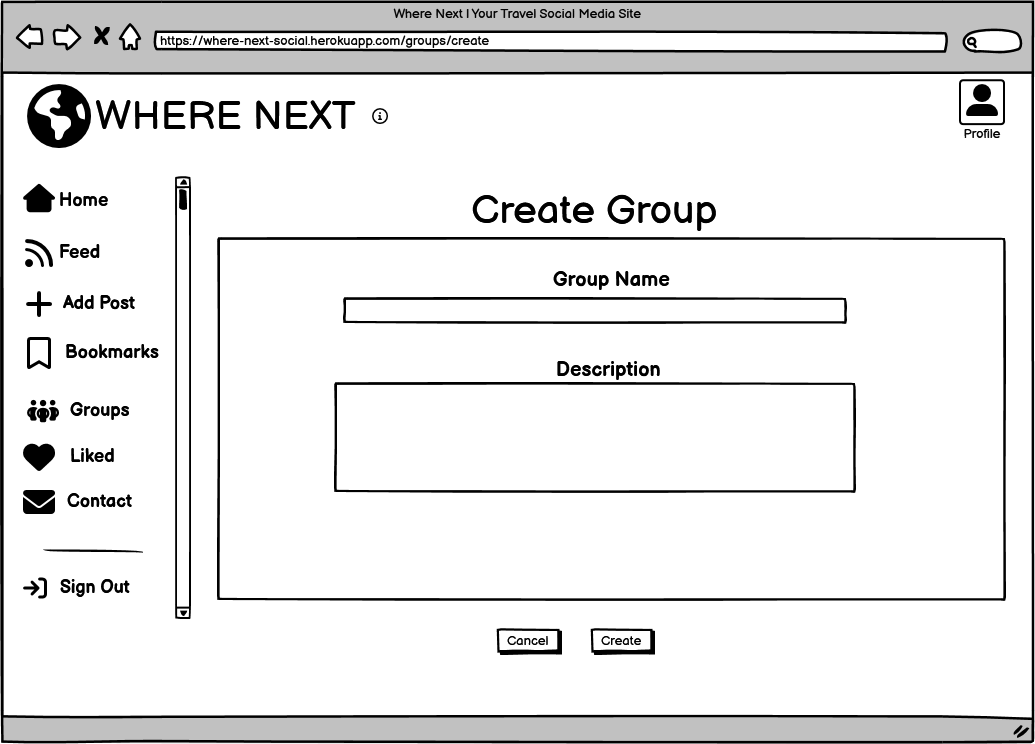 Where Next | Your Travel Social Media Site
https://where-next-social.herokuapp.com/groups/create
WHERE NEXT
Profile
Home
Feed
Add Post
Bookmarks
Groups
Liked
Contact
Sign Out
Create Group
Group Name
Description
Cancel
Create